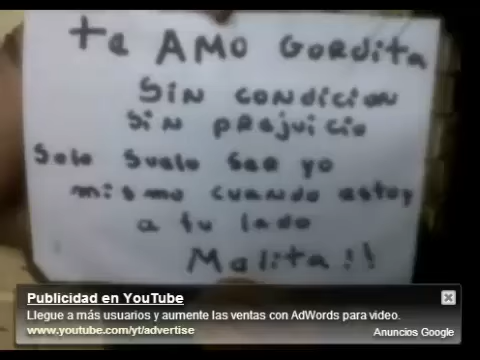 te AMO GORDITA
SIN CONDICION
SIN PREJUICIO
Solo Suelo Ser yo
mismo cuando estoy
a tu lado
Malita!!
Publicidad en YouTube
Llegue a más usuarios y aumente las ventas con AdWords para video.
www.youtube.com/yt/advertise
Anuncios Google